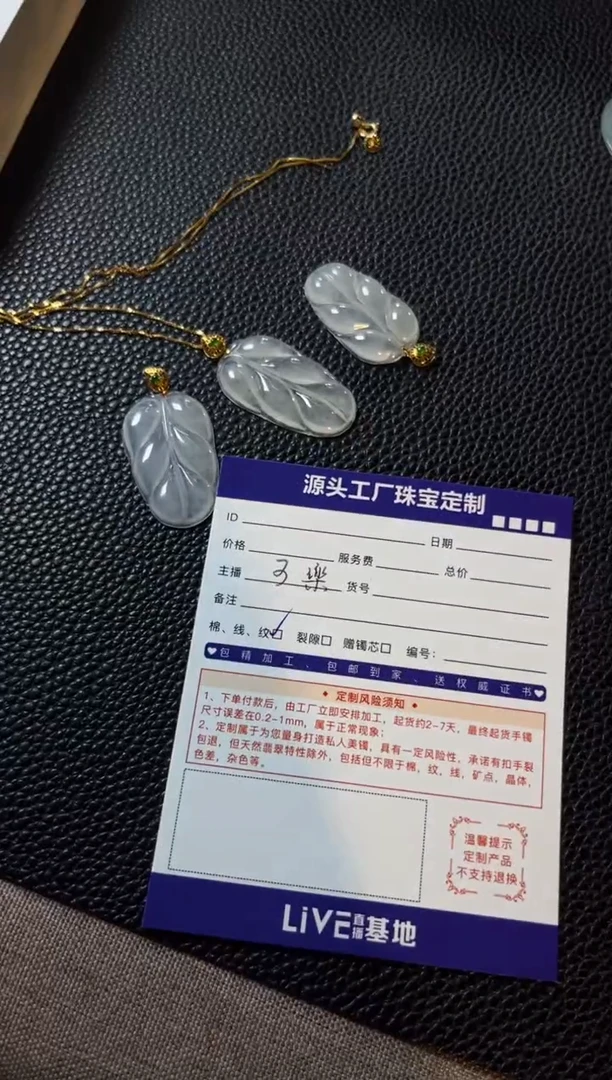 源头工厂珠宝定制
ID 日期
价格 服务费 总价
主播 可樂 货号
备注
棉、线、纹 裂隙 赠镯芯 编号：
包精加工、包邮到家、送权威证书
定制风险须知
1、下单付款后，由工厂立即安排加工，起货约2-7天，最终起货手镯
尺寸误差在0.2-1mm，属于正常现象；
2、定制属于为您量身打造私人美镯，具有一定风险性，承诺有扣手裂
包退，但天然翡翠特性除外，包括但不限于棉，纹，线，矿点，晶体，
色差，杂色等。
温馨提示
定制产品
不支持退换
LiVE直播基地